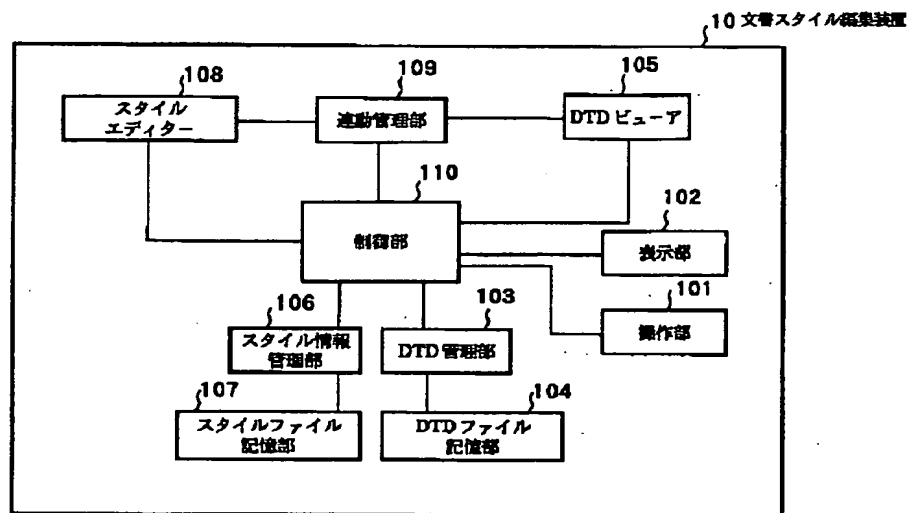 10 文書スタイル編集装置
108
スタイル
エディター
109
連動管理部
105
DTD ビューア
110
制御部
102
表示部
101
操作部
106
スタイル情報
管理部
103
DTD 管理部
107
スタイルファイル
記憶部
104
DTD ファイル
記憶部